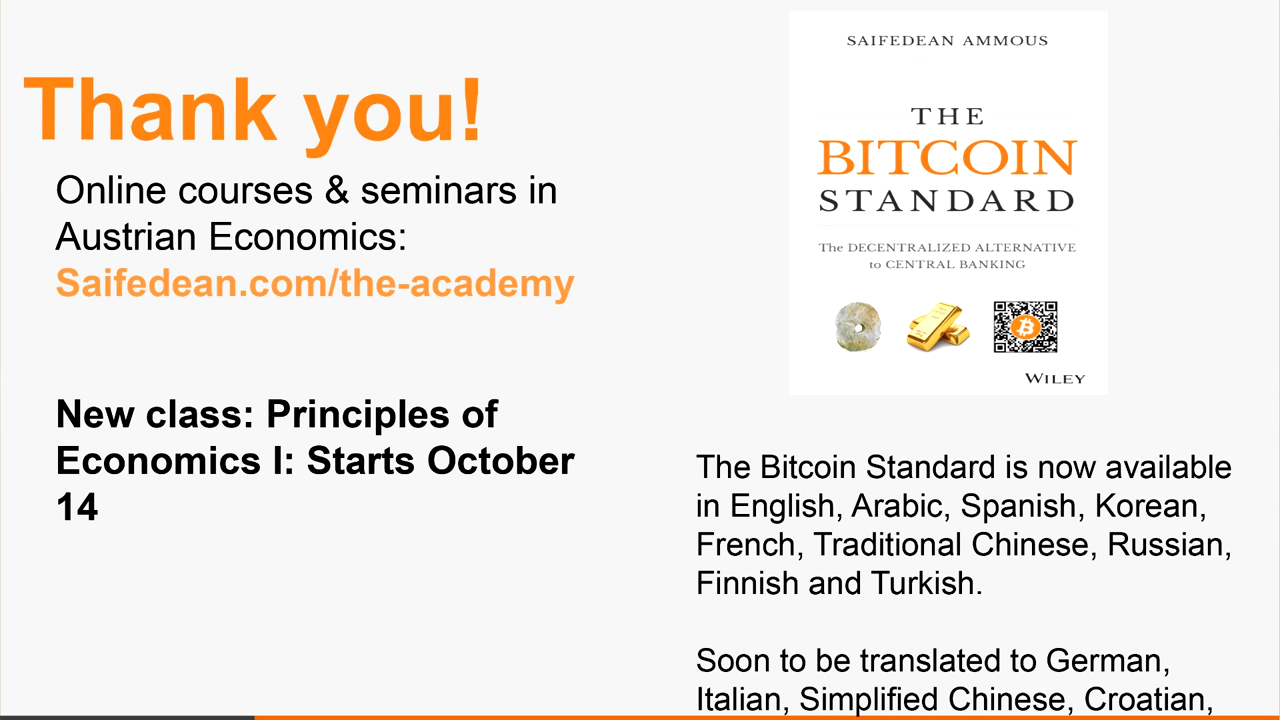 Thank you!
Online courses & seminars in
Austrian Economics:
Saifedean.com/the-academy
New class: Principles of
Economics I: Starts October
14
SAIFEDEAN AMMOUS
THE
BITCOIN
STANDARD
The DECENTRALIZED ALTERNATIVE
to CENTRAL BANKING
WILEY
The Bitcoin Standard is now available
in English, Arabic, Spanish, Korean,
French, Traditional Chinese, Russian,
Finnish and Turkish.
Soon to be translated to German,
Italian, Simplified Chinese, Croatian,